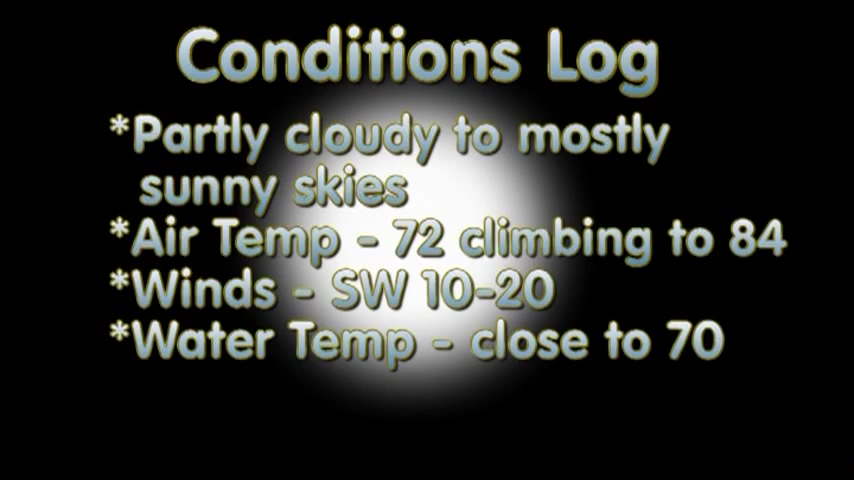 Conditions Log
*Partly cloudy to mostly
sunny skies
*Air Temp - 72 climbing to 84
*Winds - SW 10-20
*Water Temp - close to 70